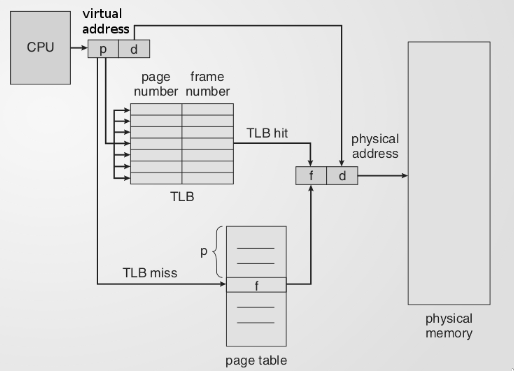 virtual
address
CPU
p d
page
number
frame
number
TLB hit
physical
address
f d
TLB
p
TLB miss
f
page table
physical
memory